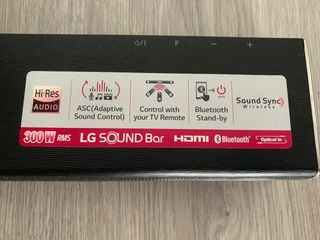 F - +
Hi-Res
AUDIO
ASC(Adaptive
Sound Control)
Control with
your TV Remote
Bluetooth
Stand-by
Sound Sync
Wireless
300W RMS LG SOUND Bar HDMI Bluetooth® Optical In